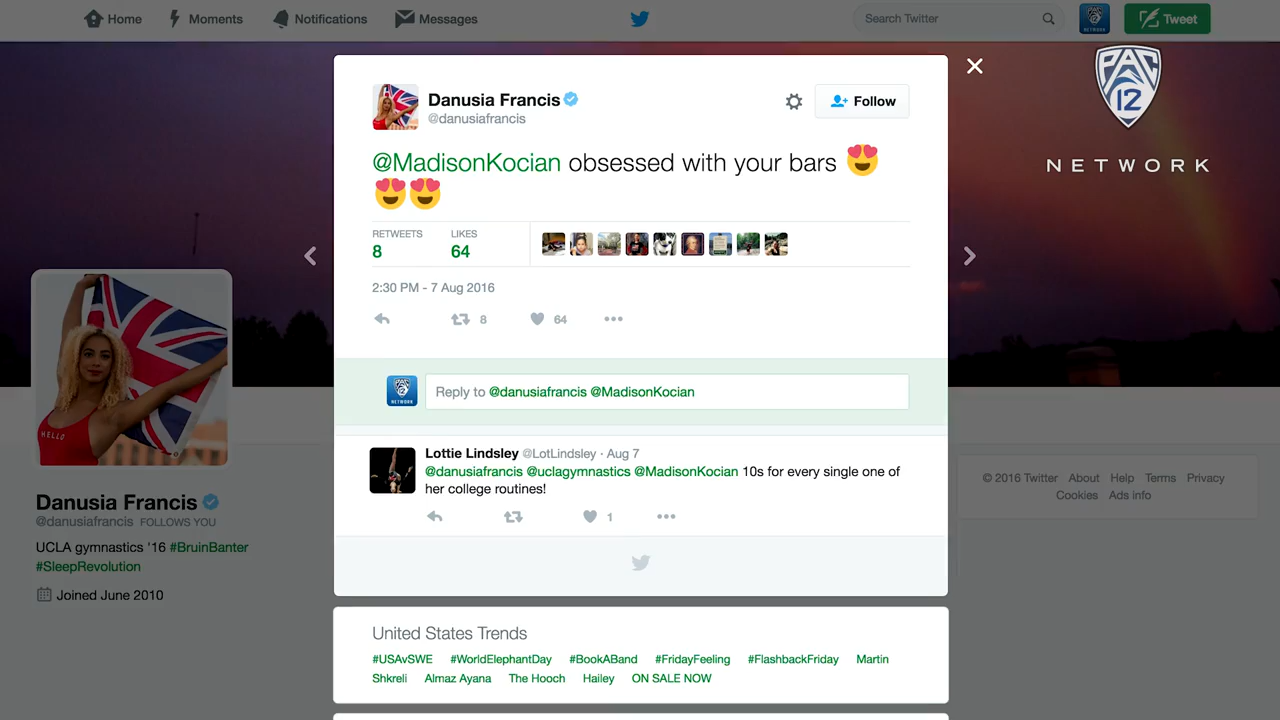 Home
Moments
Notifications
Messages
Search Twitter
Tweet
PAC
12
NETWORK
Danusia Francis
@danusiafrancis
Follow
@MadisonKocian obsessed with your bars 😍
😍😍
RETWEETS
8
LIKES
64
2:30 PM - 7 Aug 2016
8
64
•••
NETWORK
Reply to @danusiafrancis @MadisonKocian
Lottie Lindsley @LotLindsley · Aug 7
@danusiafrancis @uclagymnastics @MadisonKocian 10s for every single one of
her college routines!
1
•••
HELLO
Danusia Francis
@danusiafrancis FOLLOWS YOU
UCLA gymnastics '16 #BruinBanter
#SleepRevolution
Joined June 2010
© 2016 Twitter About Help Terms Privacy
Cookies Ads info
United States Trends
#USAvSWE #WorldElephantDay #BookABand #FridayFeeling #FlashbackFriday Martin
Shkreli Almaz Ayana The Hooch Hailey ON SALE NOW